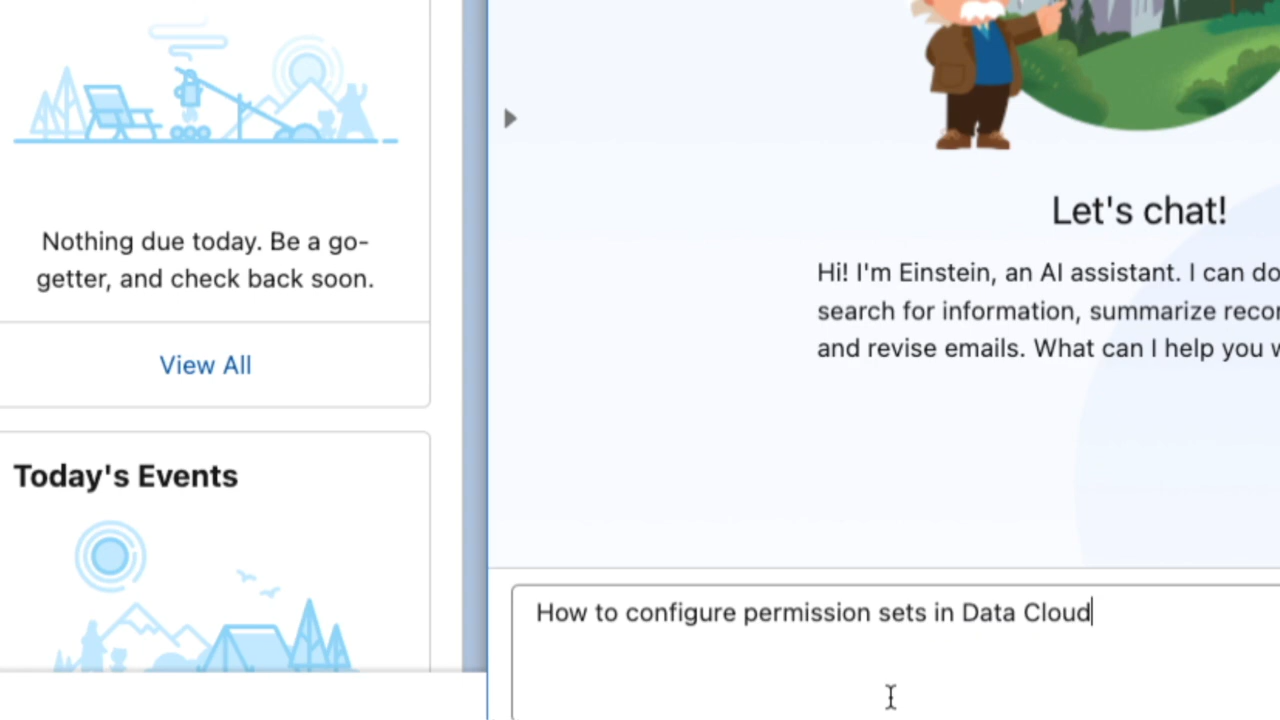 Nothing due today. Be a go-
getter, and check back soon.
View All
Today's Events
Let's chat!
Hi! I'm Einstein, an AI assistant. I can do
search for information, summarize
and revise emails. What can I help you
How to configure permission sets in Data Cloud